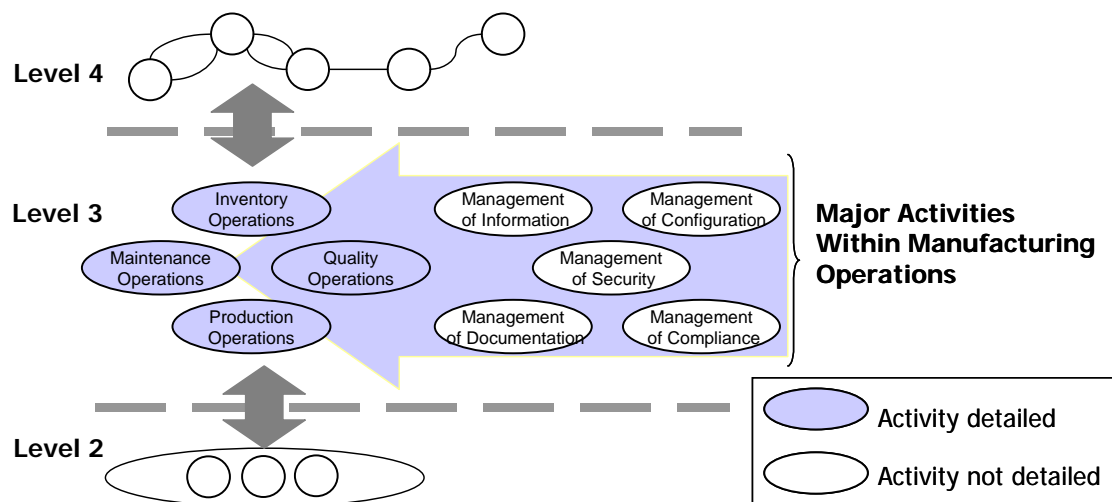 Level 4
Level 3
Inventory
Operations
Maintenance
Operations
Quality
Operations
Production
Operations
Management
of Information
Management
of Configuration
Management
of Security
Management
of Documentation
Management
of Compliance
Major Activities
Within Manufacturing
Operations
Level 2
Activity detailed
Activity not detailed